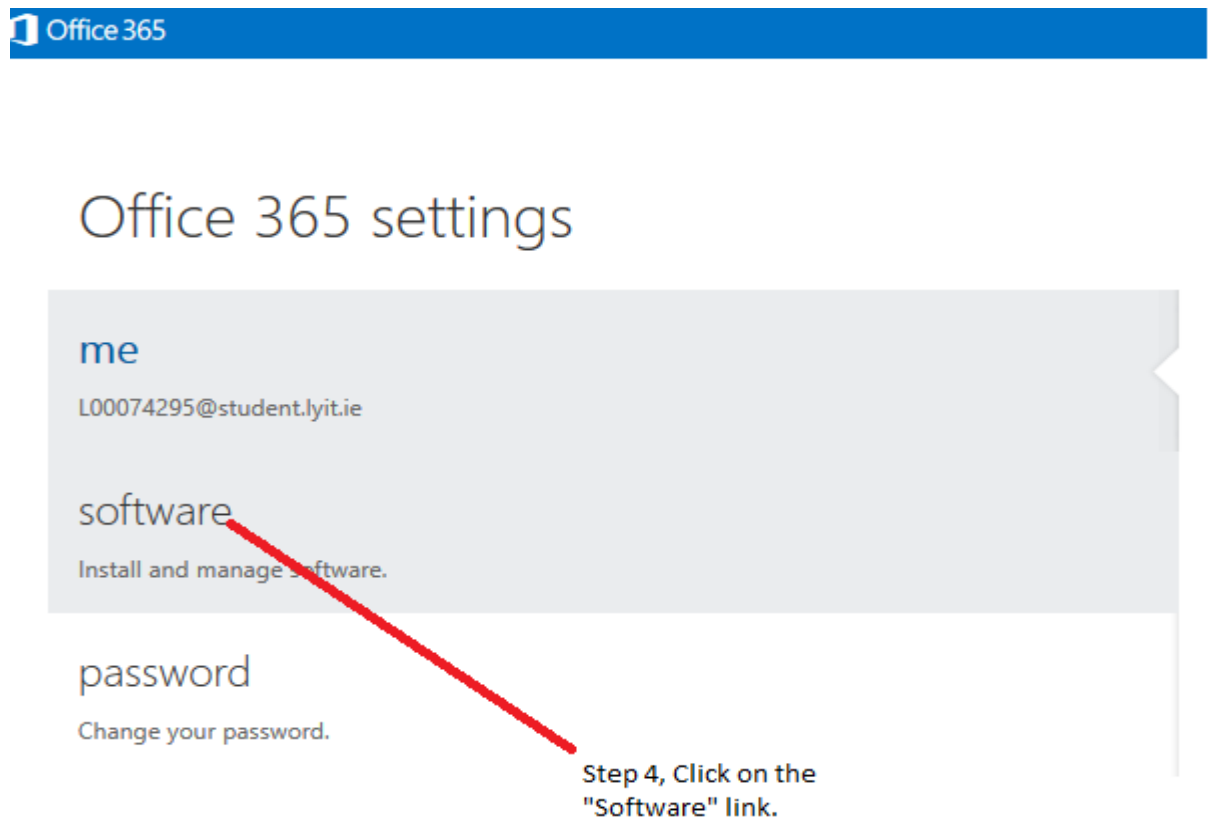 Office 365
Office 365 settings
me
L00074295@student.lyit.ie
software
Install and manage software.
password
Change your password.
Step 4, Click on the
"Software" link.